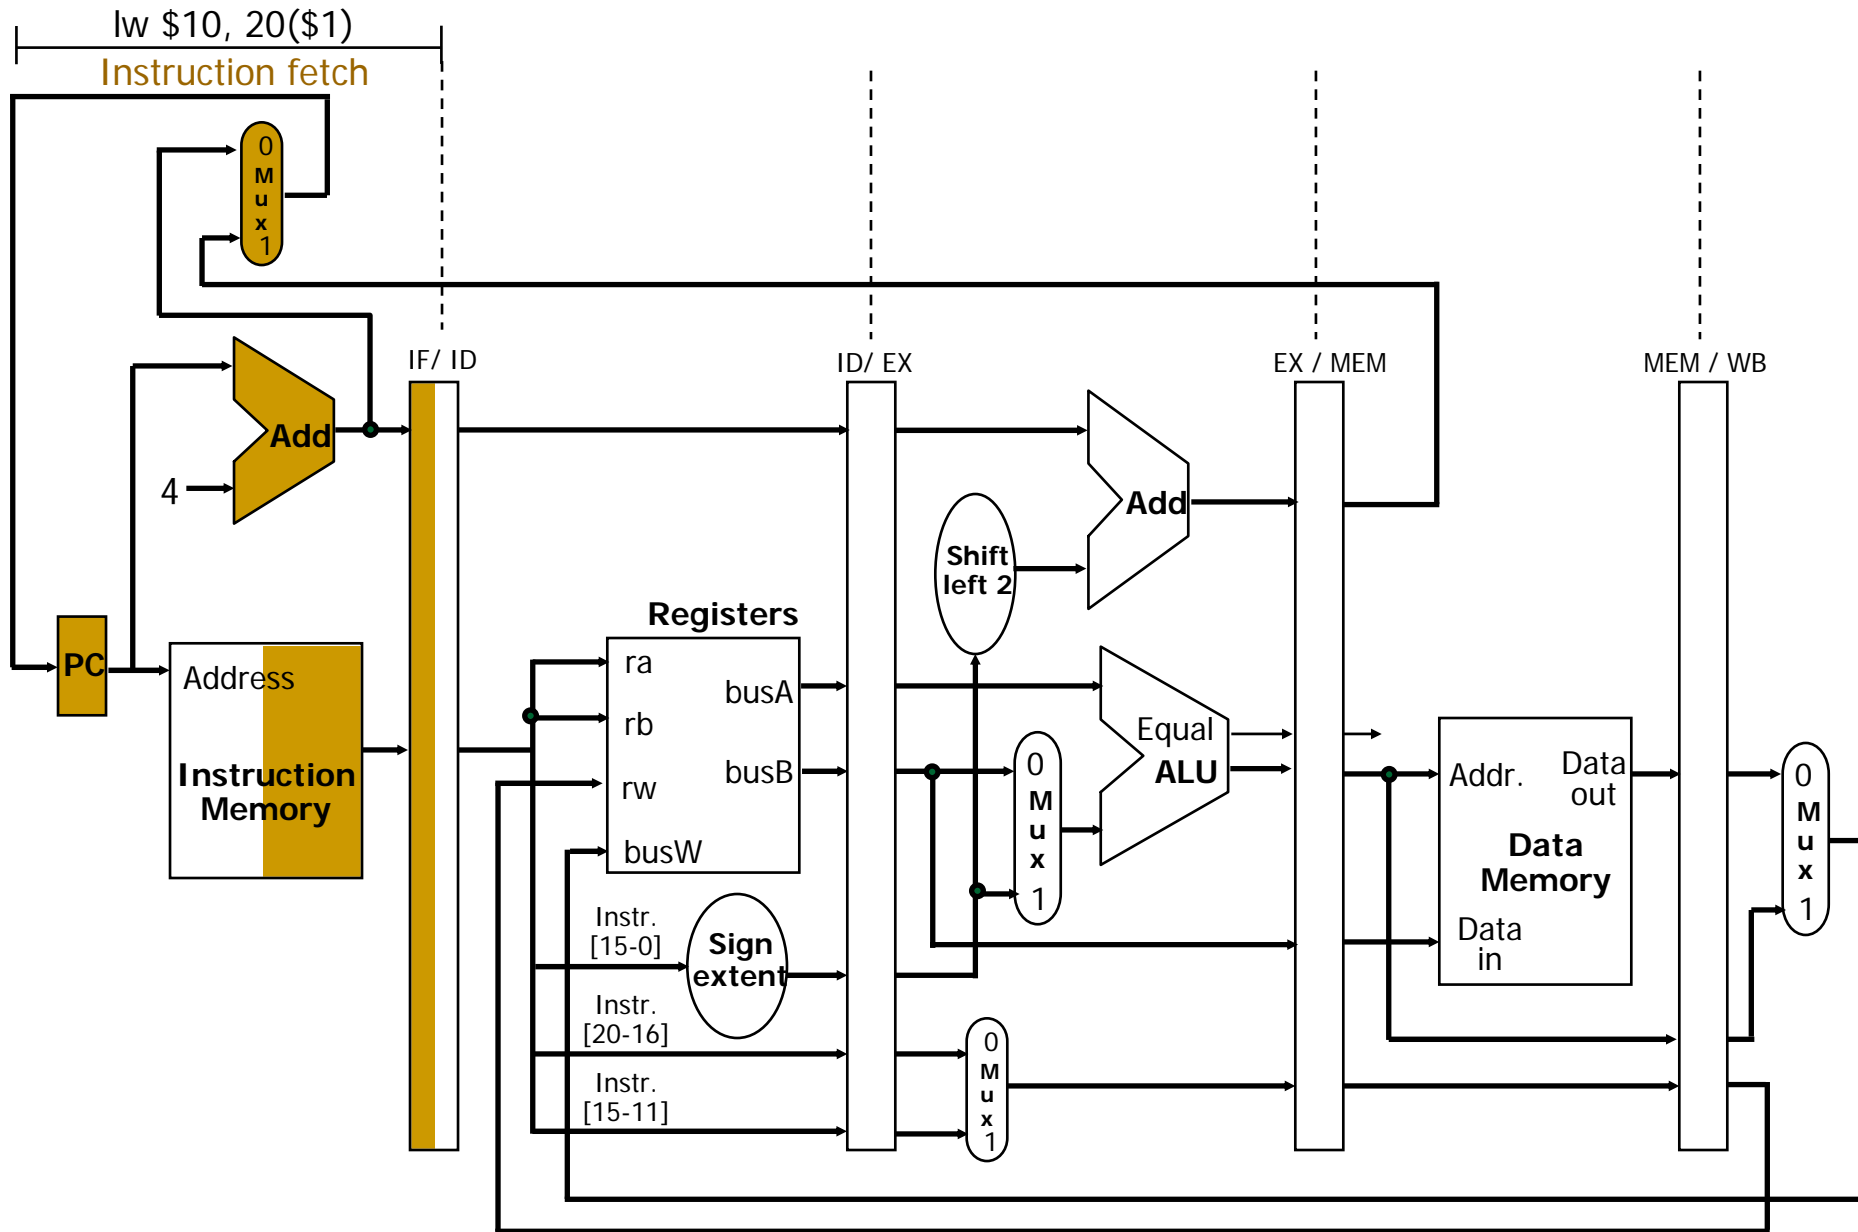 lw $10, 20($1)
Instruction fetch
0
M
u
x
1
IF/ ID
ID/ EX
EX / MEM
MEM / WB
Add
4
Add
Shift
left 2
PC
Address
Instruction
Memory
Registers
ra
rb
rw
busW
busA
busB
Equal
ALU
0
M
u
x
1
Addr.
Data
out
Data
Memory
Data
in
0
M
u
x
1
Instr.
[15-0]
Sign
extent
Instr.
[20-16]
Instr.
[15-11]
0
M
u
x
1